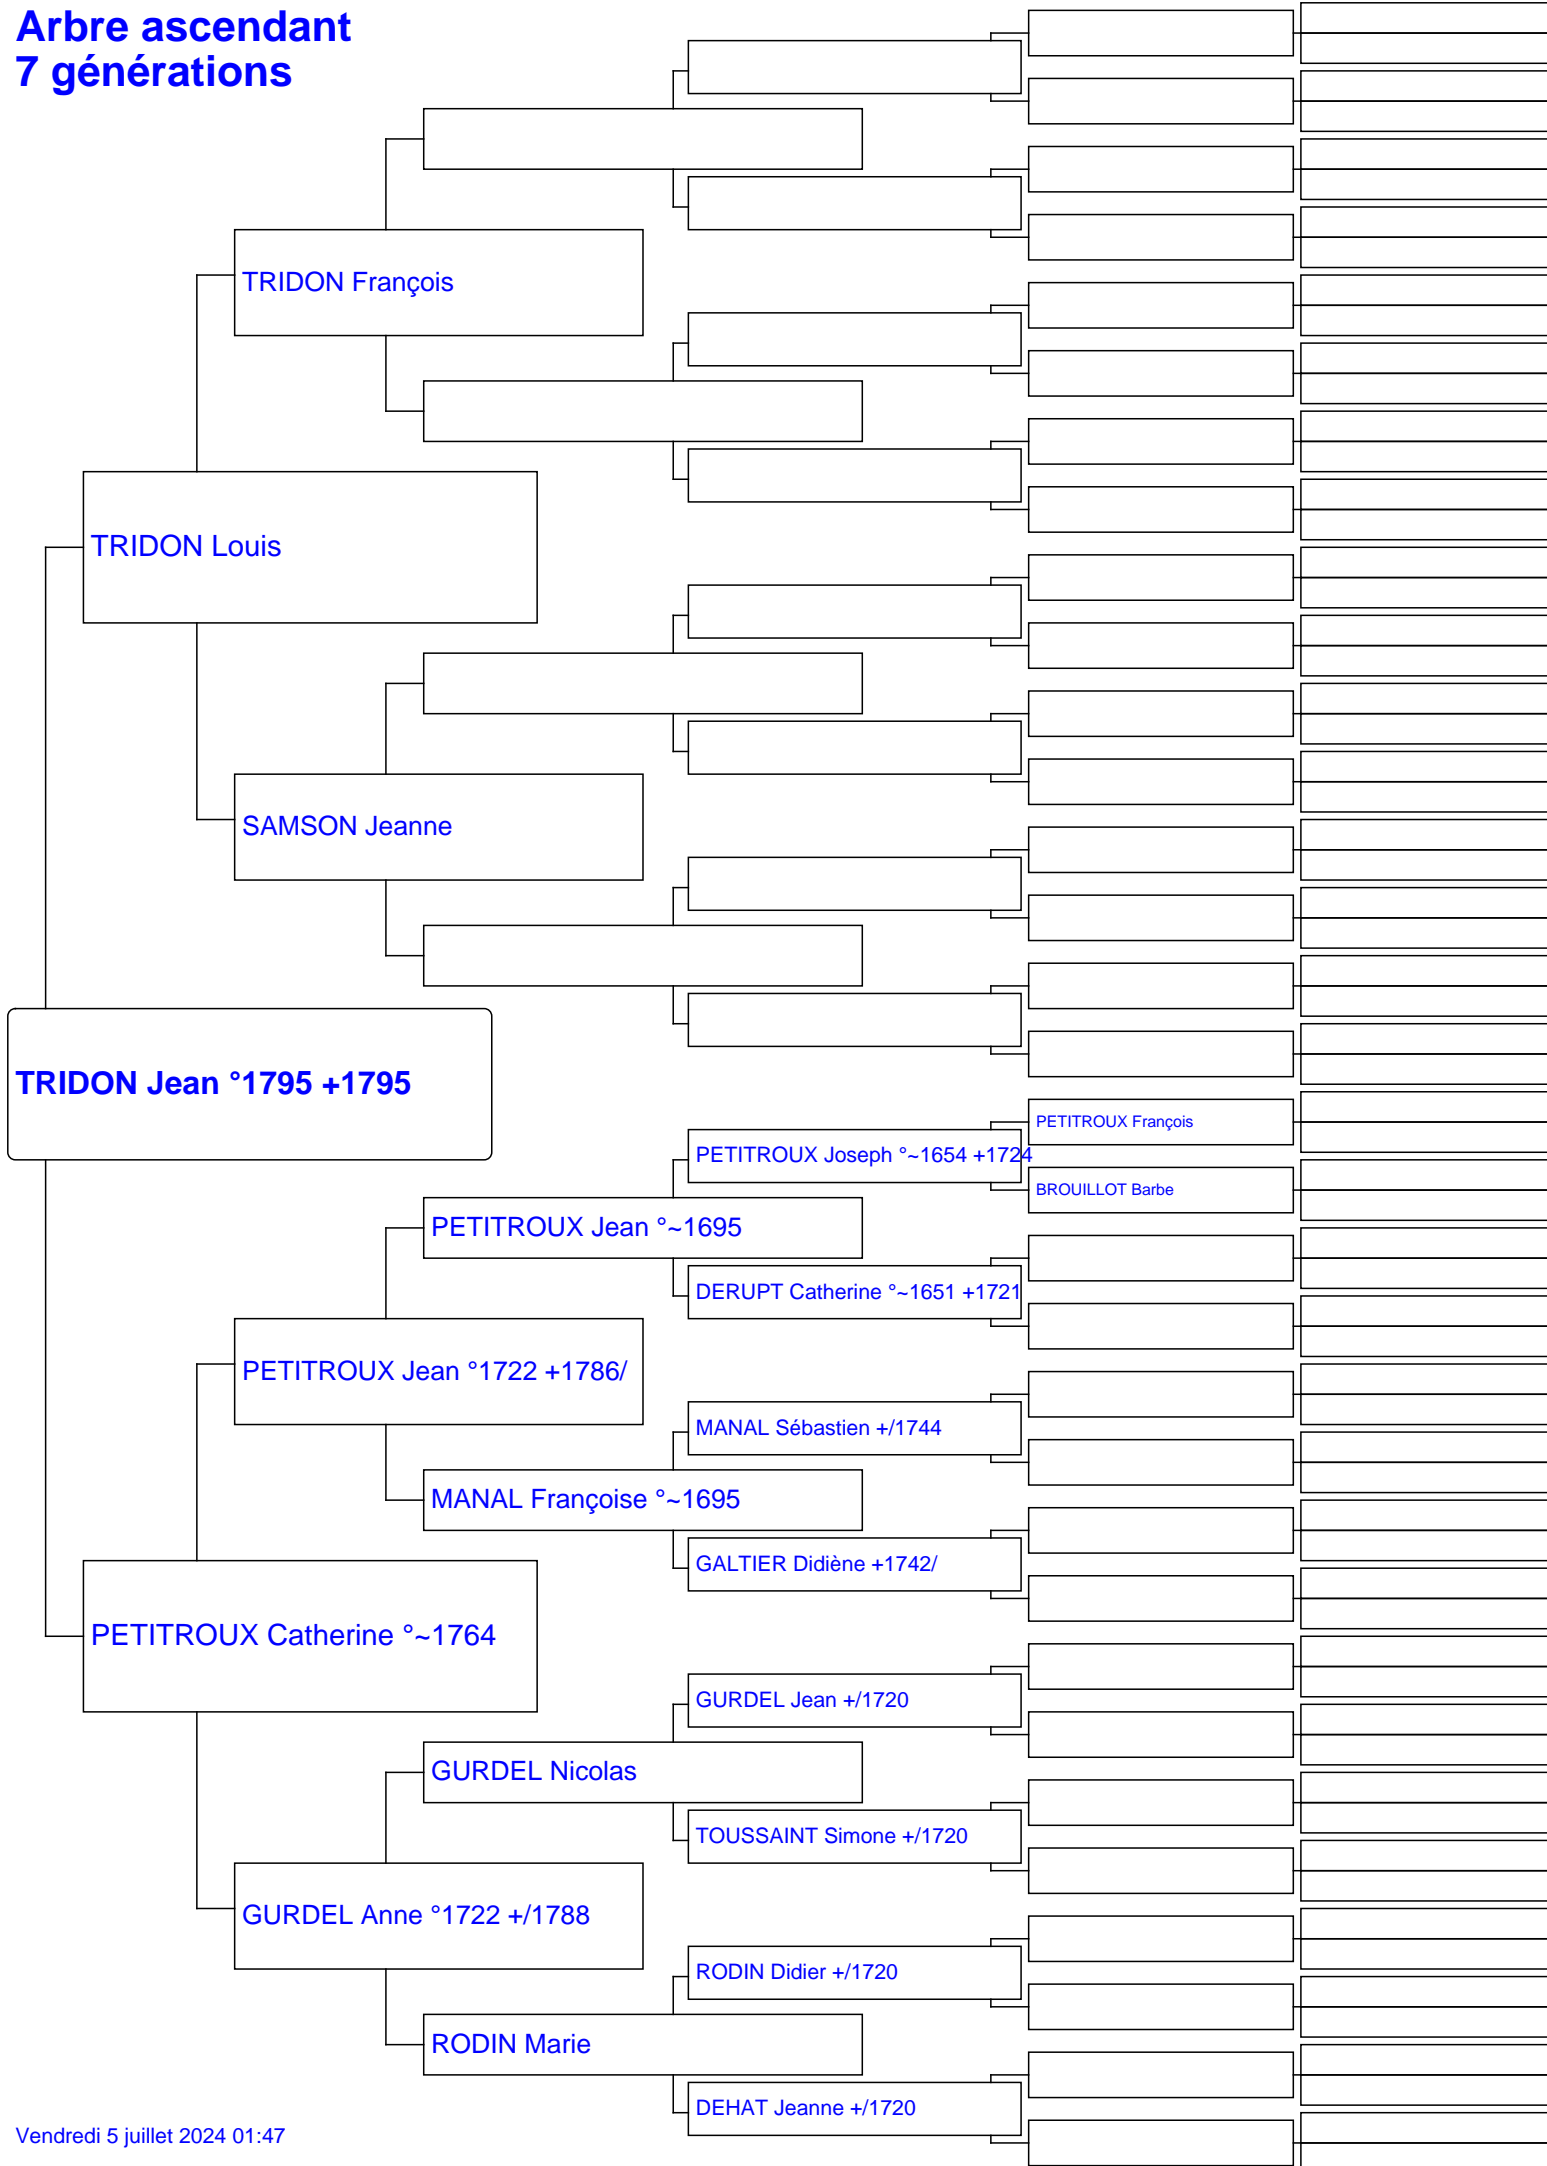 Arbre ascendant
7 générations
TRIDON François
TRIDON Louis
SAMSON Jeanne
TRIDON Jean °1795 +1795
PETITROUX François
PETITROUX Joseph °~1654 +1724
BROUILLOT Barbe
PETITROUX Jean °~1695
DERUPT Catherine °~1651 +1721
PETITROUX Jean °1722 +1786/
MANAL Sébastien +/1744
MANAL Françoise °~1695
GALTIER Didiène +1742/
PETITROUX Catherine °~1764
GURDEL Jean +/1720
GURDEL Nicolas
TOUSSAINT Simone +/1720
GURDEL Anne °1722 +/1788
RODIN Didier +/1720
RODIN Marie
DEHAT Jeanne +/1720
Vendredi 5 juillet 2024 01:47